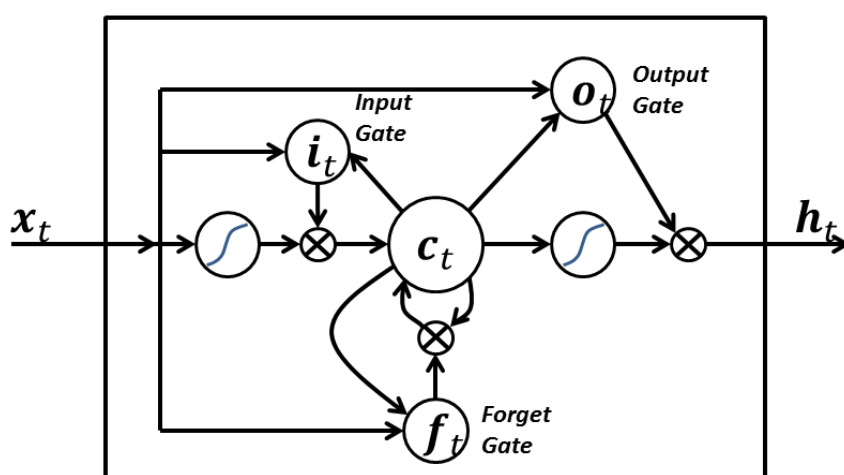 Output
Gate
o_t
Input
Gate
i_t
x_t
c_t
h_t
f_t
Forget
Gate